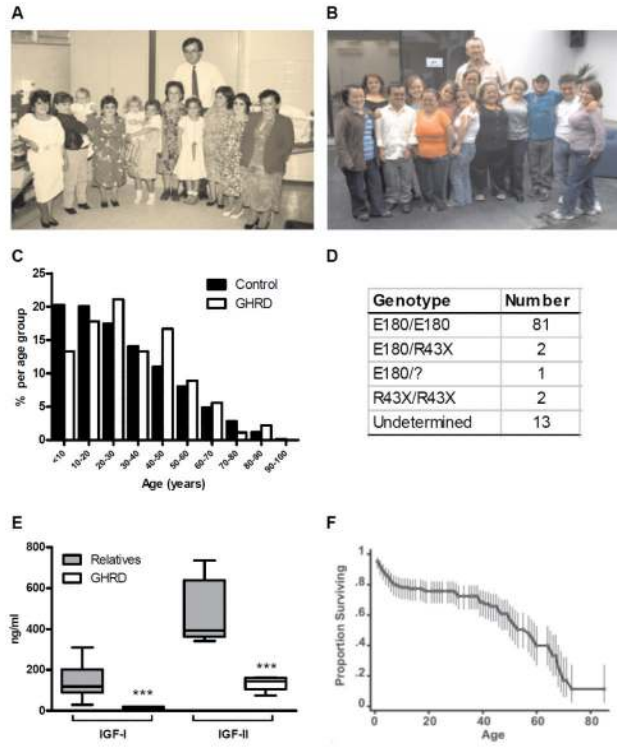 A
B
C
25
20
15
10
5
0
% per age group
Control
GHRD
<10
10-20
20-30
30-40
40-50
50-60
60-70
70-80
80-90
90-100
Age (years)
D
Genotype Number
E180/E180 81
E180/R43X 2
E180/? 1
R43X/R43X 2
Undetermined 13
E
800
600
400
200
0
ng/ml
Relatives
GHRD
***
***
IGF-I
IGF-II
F
1
.8
.6
.4
.2
0
Proportion Surviving
0
20
40
60
80
Age